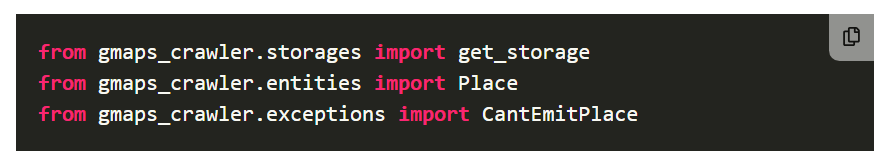 from gmaps_crawler.storages import get_storage
from gmaps_crawler.entities import Place
from gmaps_crawler.exceptions import CantEmitPlace